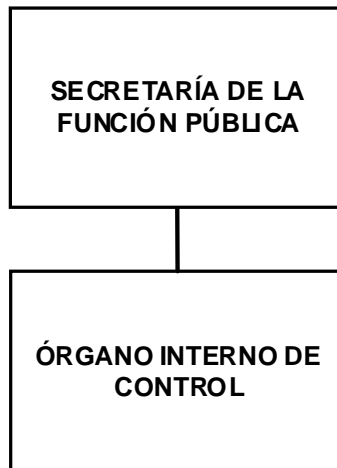 SECRETARÍA DE LA
FUNCIÓN PÚBLICA
ÓRGANO INTERNO DE
CONTROL